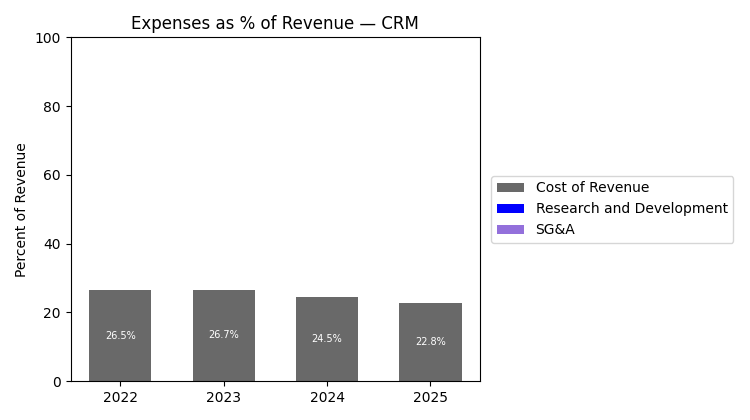 Expenses as % of Revenue — CRM
Percent of Revenue
100
80
60
40
20
0
26.5%
26.7%
24.5%
22.8%
2022
2023
2024
2025
Cost of Revenue
Research and Development
SG&A